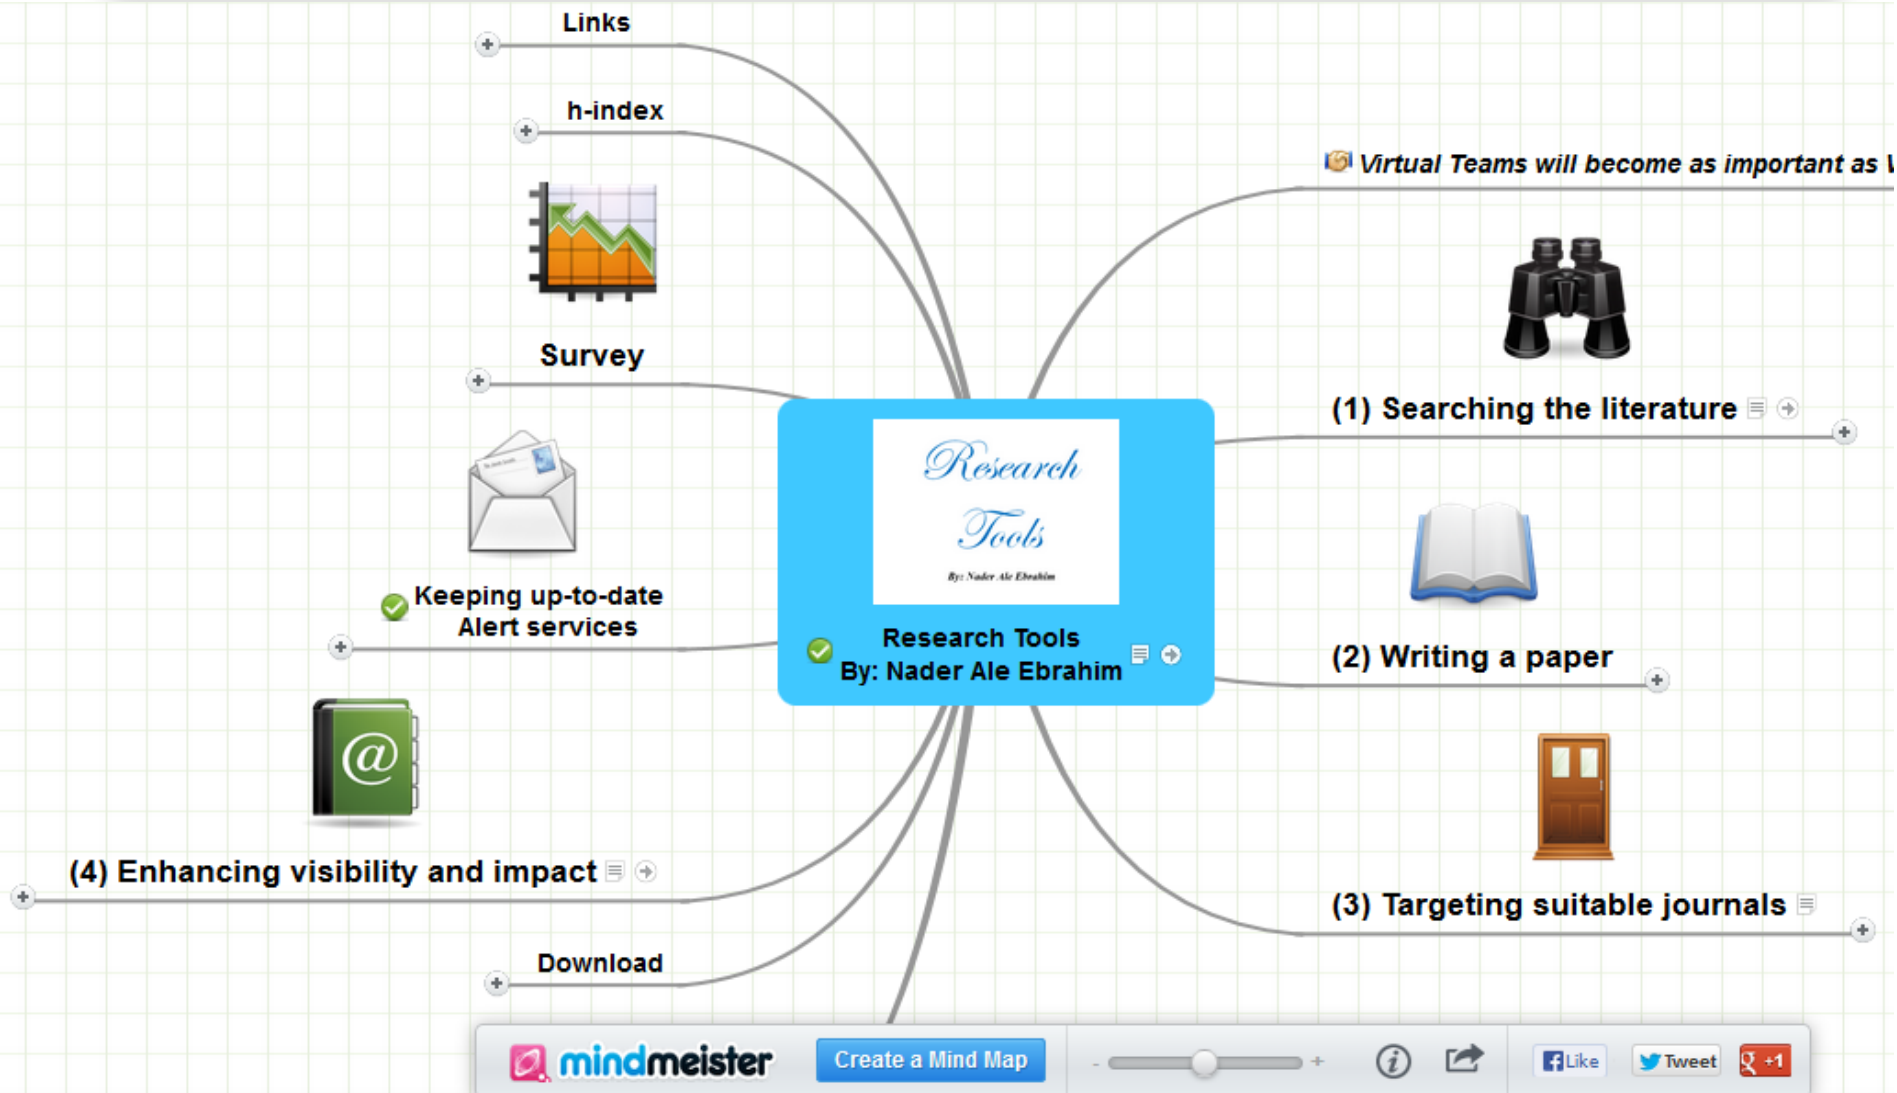 Links
h-index
Survey
Keeping up-to-date
Alert services
@
(4) Enhancing visibility and impact
Download
Research
Tools
By: Nader Ale Ebrahim
Research Tools
By: Nader Ale Ebrahim
Virtual Teams will become as important as
(1) Searching the literature
(2) Writing a paper
(3) Targeting suitable journals
mindmeister
Create a Mind Map
- +
Like
Tweet
g +1